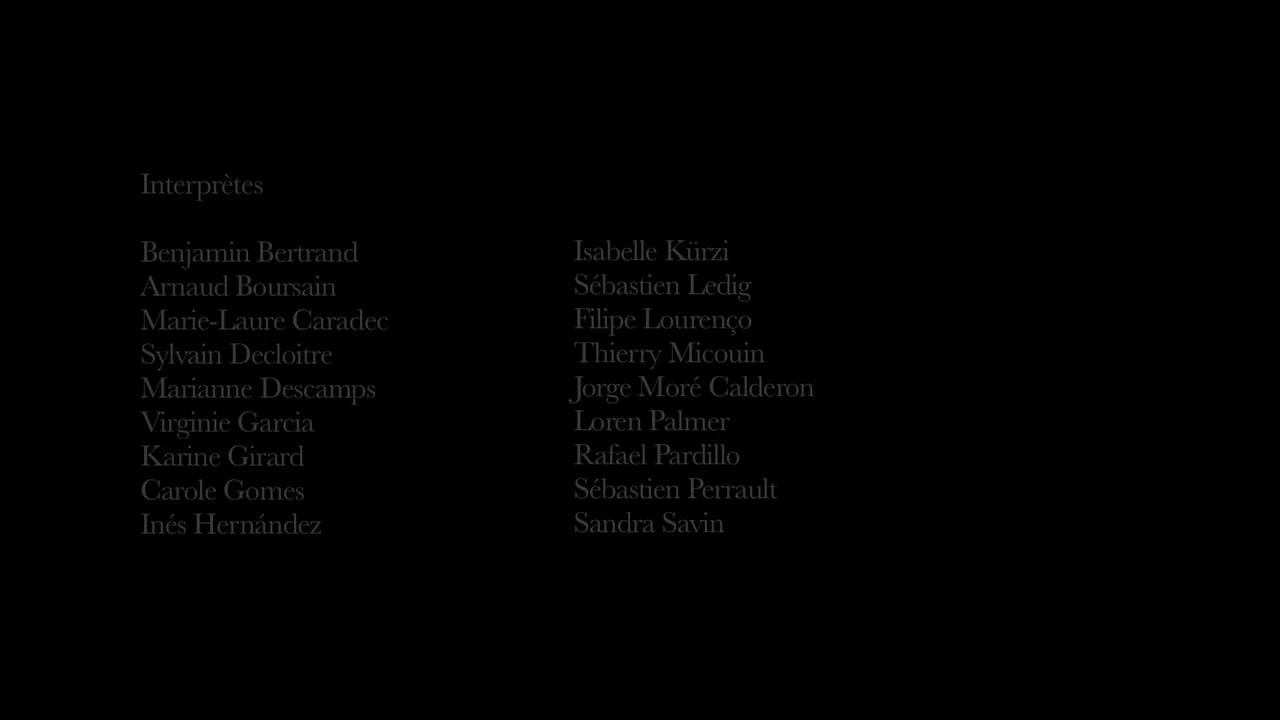 Interprètes
Benjamin Bertrand
Arnaud Boursain
Marie-Laure Caradec
Sylvain Decloitre
Marianne Descamps
Virginie Garcia
Karine Girard
Carole Gomes
Inés Hernández
Isabelle Kürzi
Sébastien Ledig
Filipe Lourenço
Thierry Micouin
Jorge Moré Calderon
Loren Palmer
Rafael Pardillo
Sébastien Perrault
Sandra Savin